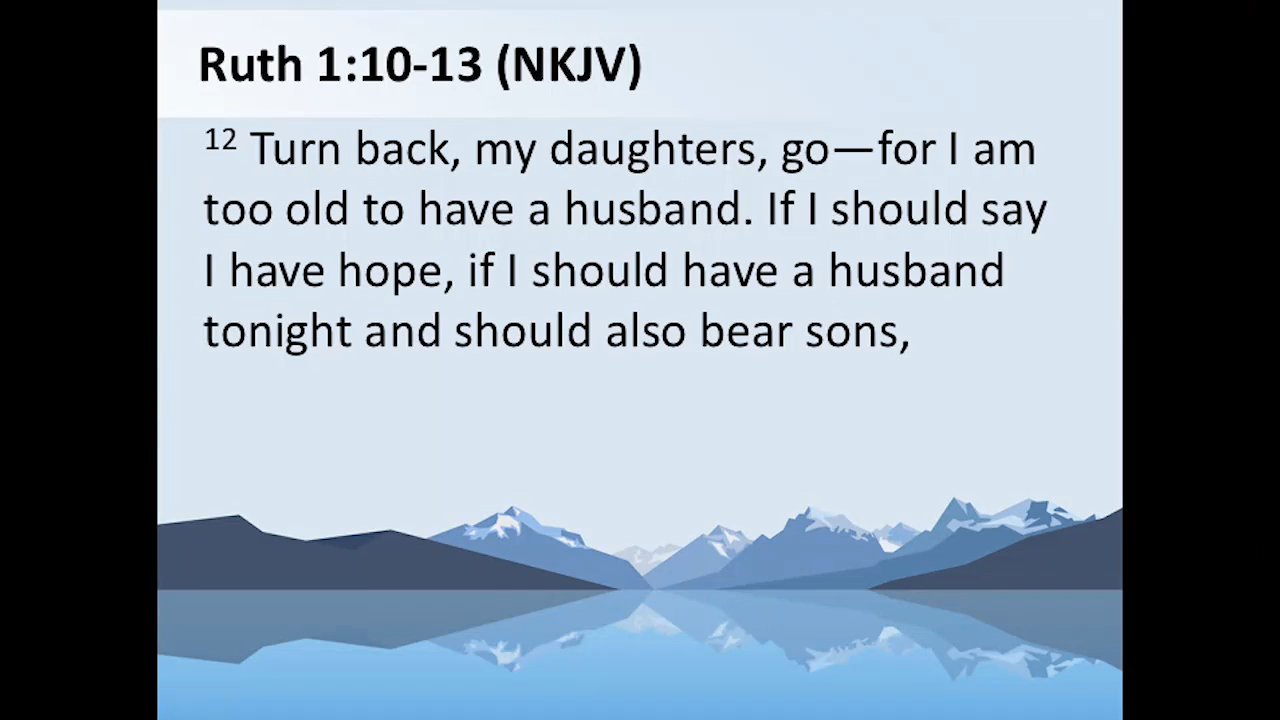 Ruth 1:10-13 (NKJV)
12 Turn back, my daughters, go—for I am
too old to have a husband. If I should say
I have hope, if I should have a husband
tonight and should also bear sons,